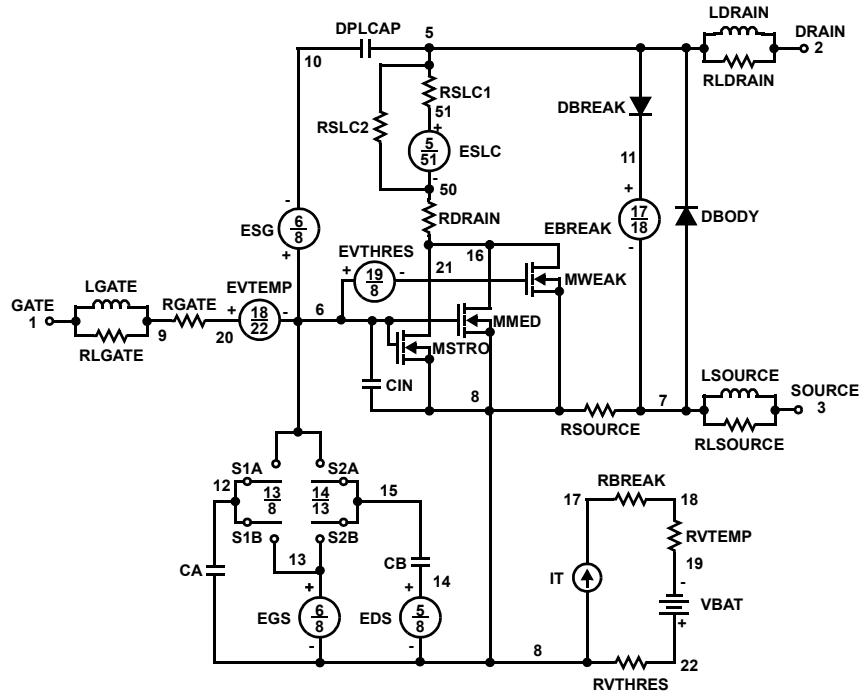 LDRAIN
DPLCAP 5 DRAIN
10 2
RLDRAIN
RSLC1
51 DBREAK
RSLC2 +
5
51 ESLC
11
- 50
- +
RDRAIN 17
18
6
8 ESG EBREAK DBODY
EVTHRES 16 -
+ + 19
8 - 21 MWEAK
LGATE EVTEMP
GATE RGATE + 18
22 - 6 MMED
1 9 20 MSTRO
RLGATE
CIN LSOURCE
8 7 SOURCE
3
RSOURCE RLSOURCE
S1A S2A
12 13
8 14
13 15 17 RBREAK 18
S1B S2B RVTEMP
13 CB 19
CA 14 IT -
+ + VBAT
EGS 6
8 EDS 5
8 +
- - 8 22
RVTHRES